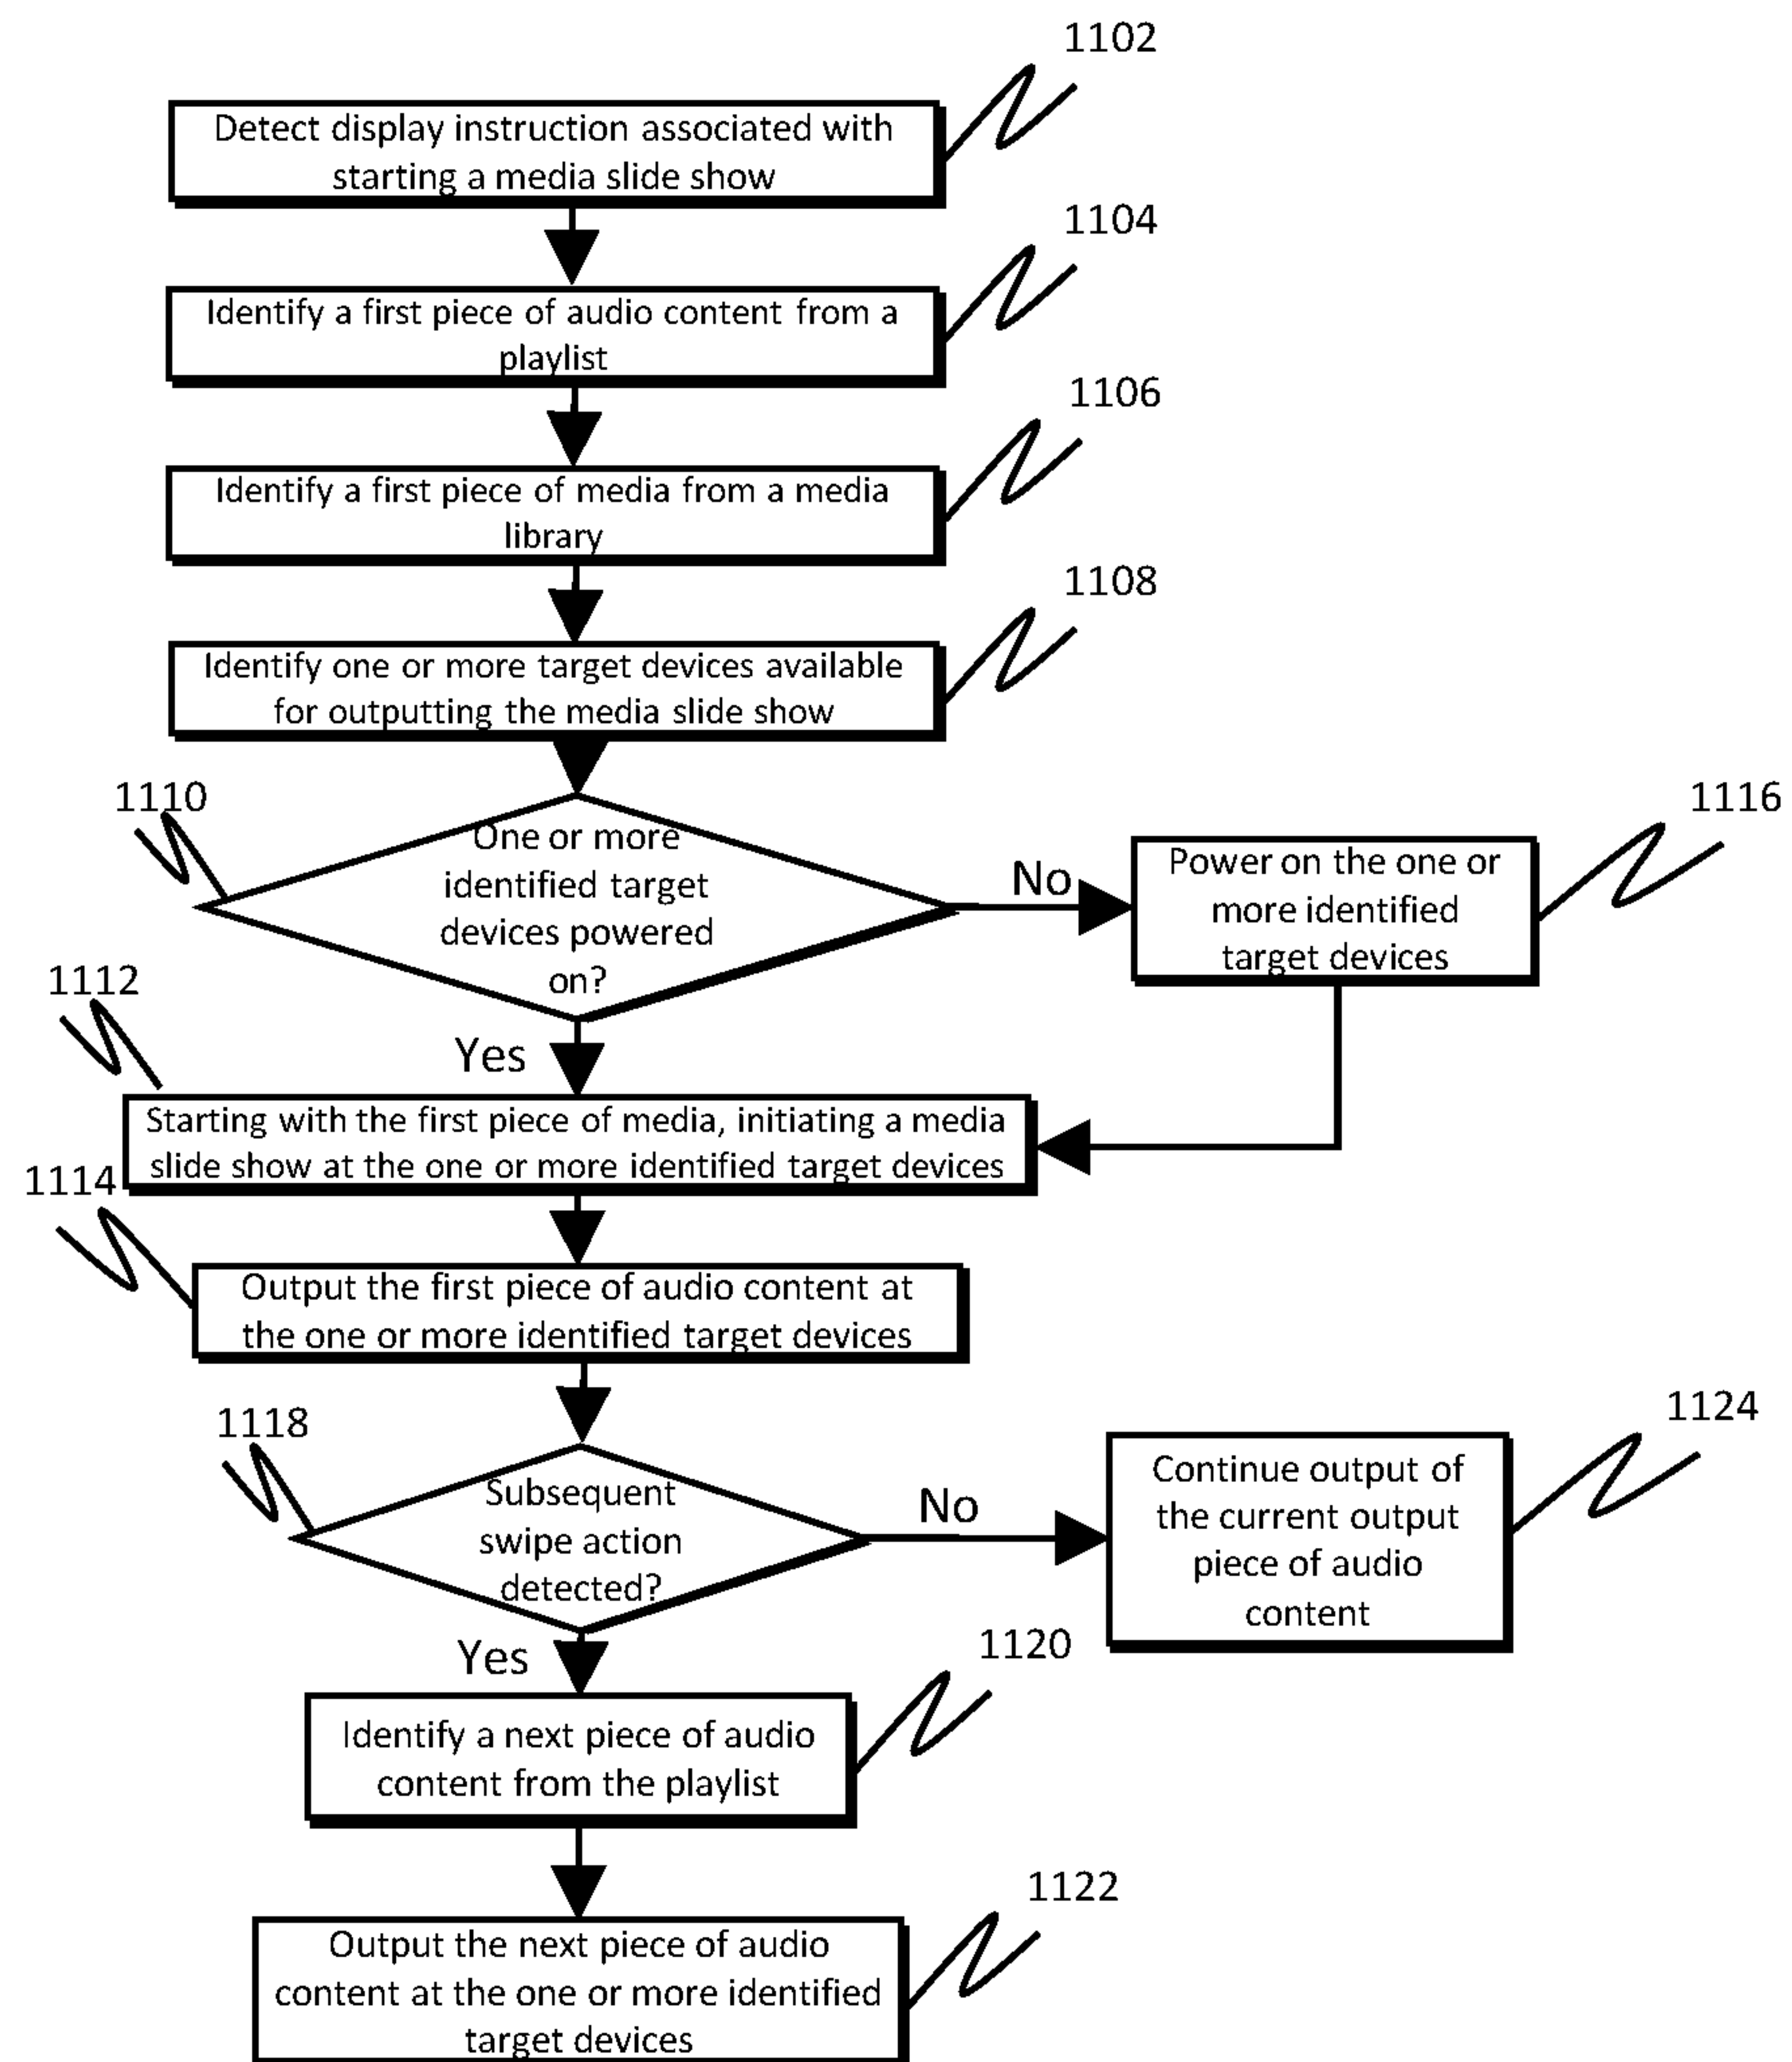 1102
Detect display instruction associated with
starting a media slide show
1104
Identify a first piece of audio content from a
playlist
1106
Identify a first piece of media from a media
library
1108
Identify one or more target devices available
for outputting the media slide show
1110
One or more
identified target
devices powered
on?
No
1116
Power on the one or
more identified
target devices
Yes
1112
Starting with the first piece of media, initiating a media
slide show at the one or more identified target devices
1114
Output the first piece of audio content at
the one or more identified target devices
1118
Subsequent
swipe action
detected?
No
1124
Continue output of
the current output
piece of audio
content
Yes
1120
Identify a next piece of audio
content from the playlist
1122
Output the next piece of audio
content at the one or more identified
target devices